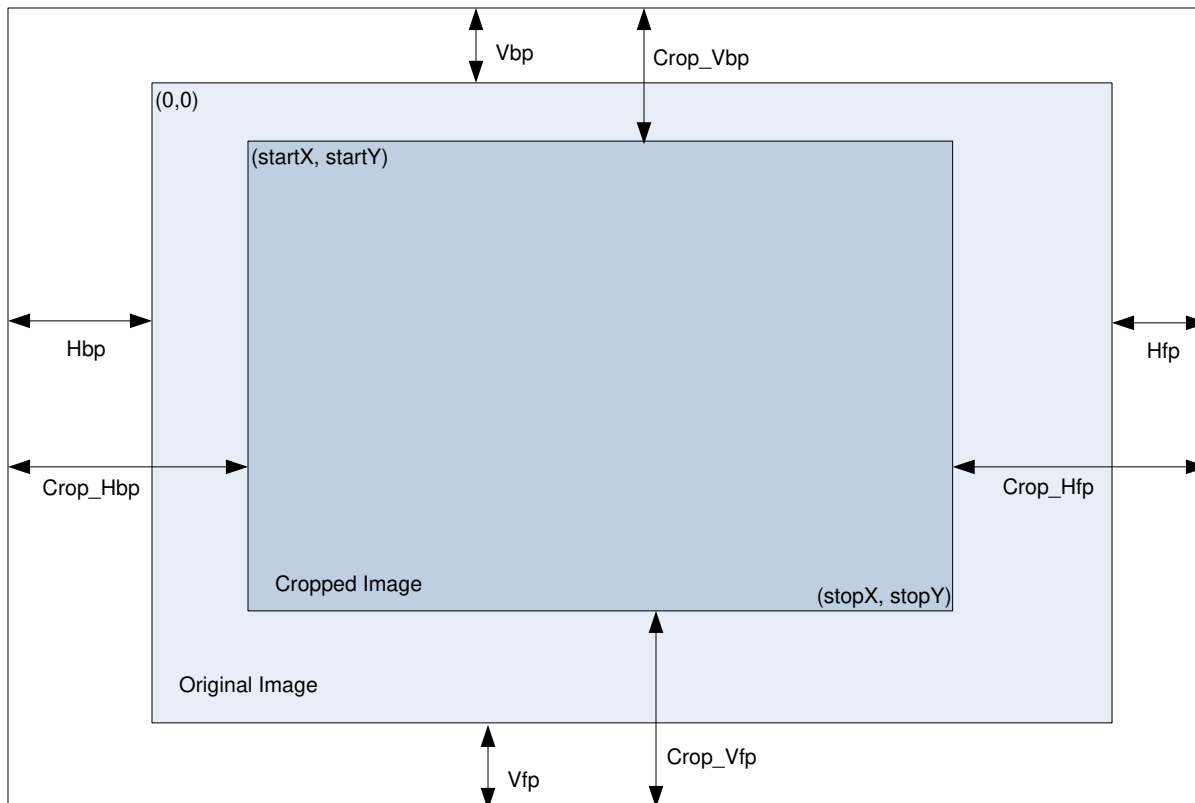 Vbp
Crop_Vbp
(0,0)
(startX, startY)
Hbp
Hfp
Crop_Hbp
Crop_Hfp
Cropped Image
(stopX, stopY)
Original Image
Crop_Vfp
Vfp